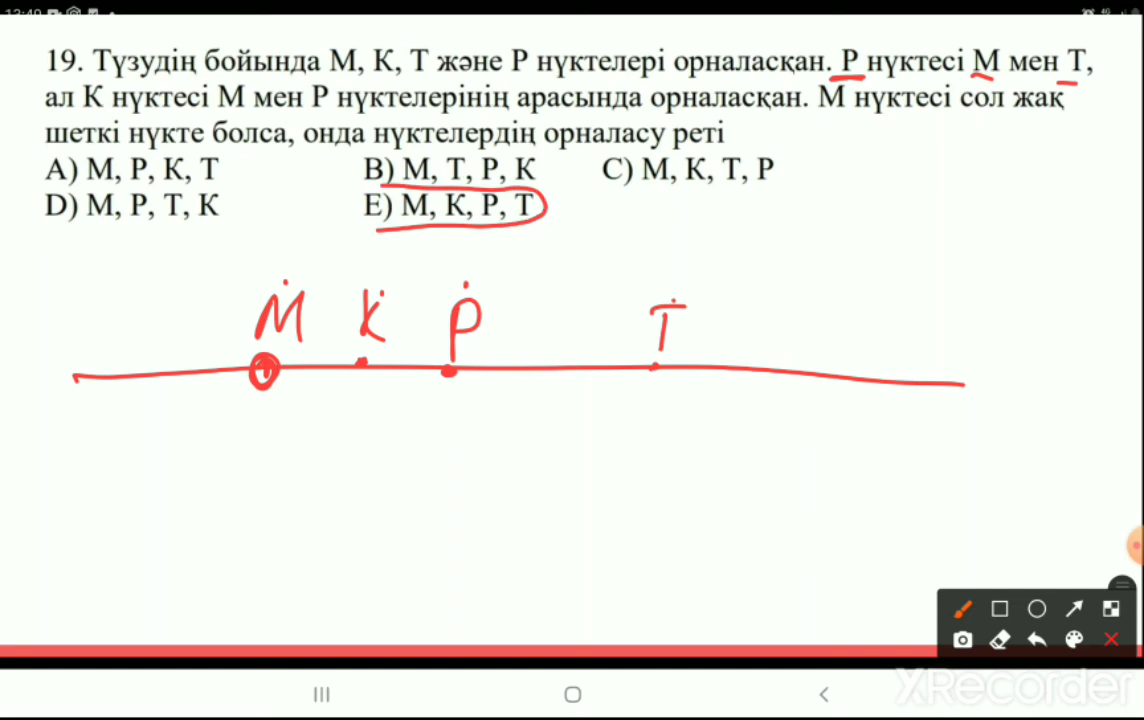 19. Түзудің бойында М, К, Т және Р нүктелері орналасқан. Р нүктесі М мен Т,
ал К нүктесі М мен Р нүктелерінің арасында орналасқан. М нүктесі сол жақ
шеткі нүкте болса, онда нүктелердің орналасу реті
A) М, Р, К, Т B) М, Т, Р, К C) М, К, Т, Р
D) М, Р, Т, К E) М, К, Р, Т
М К Р Т
XRecorder